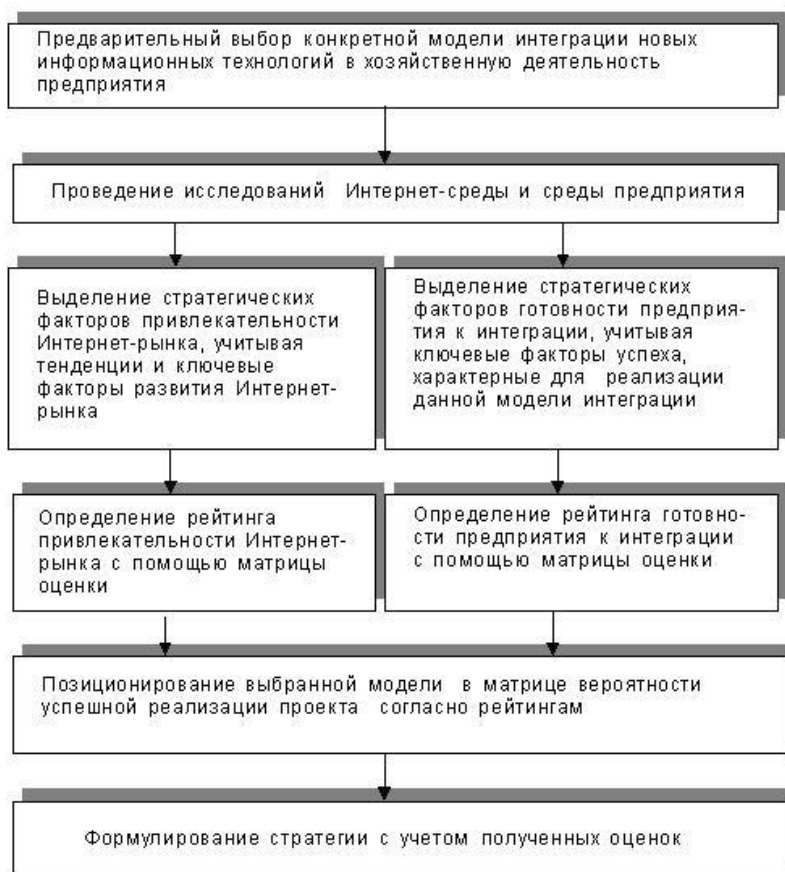 Предварительный выбор конкретной модели интеграции новых
информационных технологий в хозяйственную деятельность
предприятия
Проведение исследований Интернет-среды и среды предприятия
Выделение стратегических
факторов привлекательности
Интернет-рынка, учитывая
тенденции и ключевые
факторы развития Интернет-
рынка
Выделение стратегических
факторов готовности предприя-
тия к интеграции, учитывая
ключевые факторы успеха,
характерные для реализации
данной модели интеграции
Определение рейтинга
привлекательности Интернет-
рынка с помощью матрицы
оценки
Определение рейтинга готовно-
сти предприятия к интеграции
с помощью матрицы оценки
Позиционирование выбранной модели в матрице вероятности
успешной реализации проекта согласно рейтингам
Формулирование стратегии с учетом полученных оценок